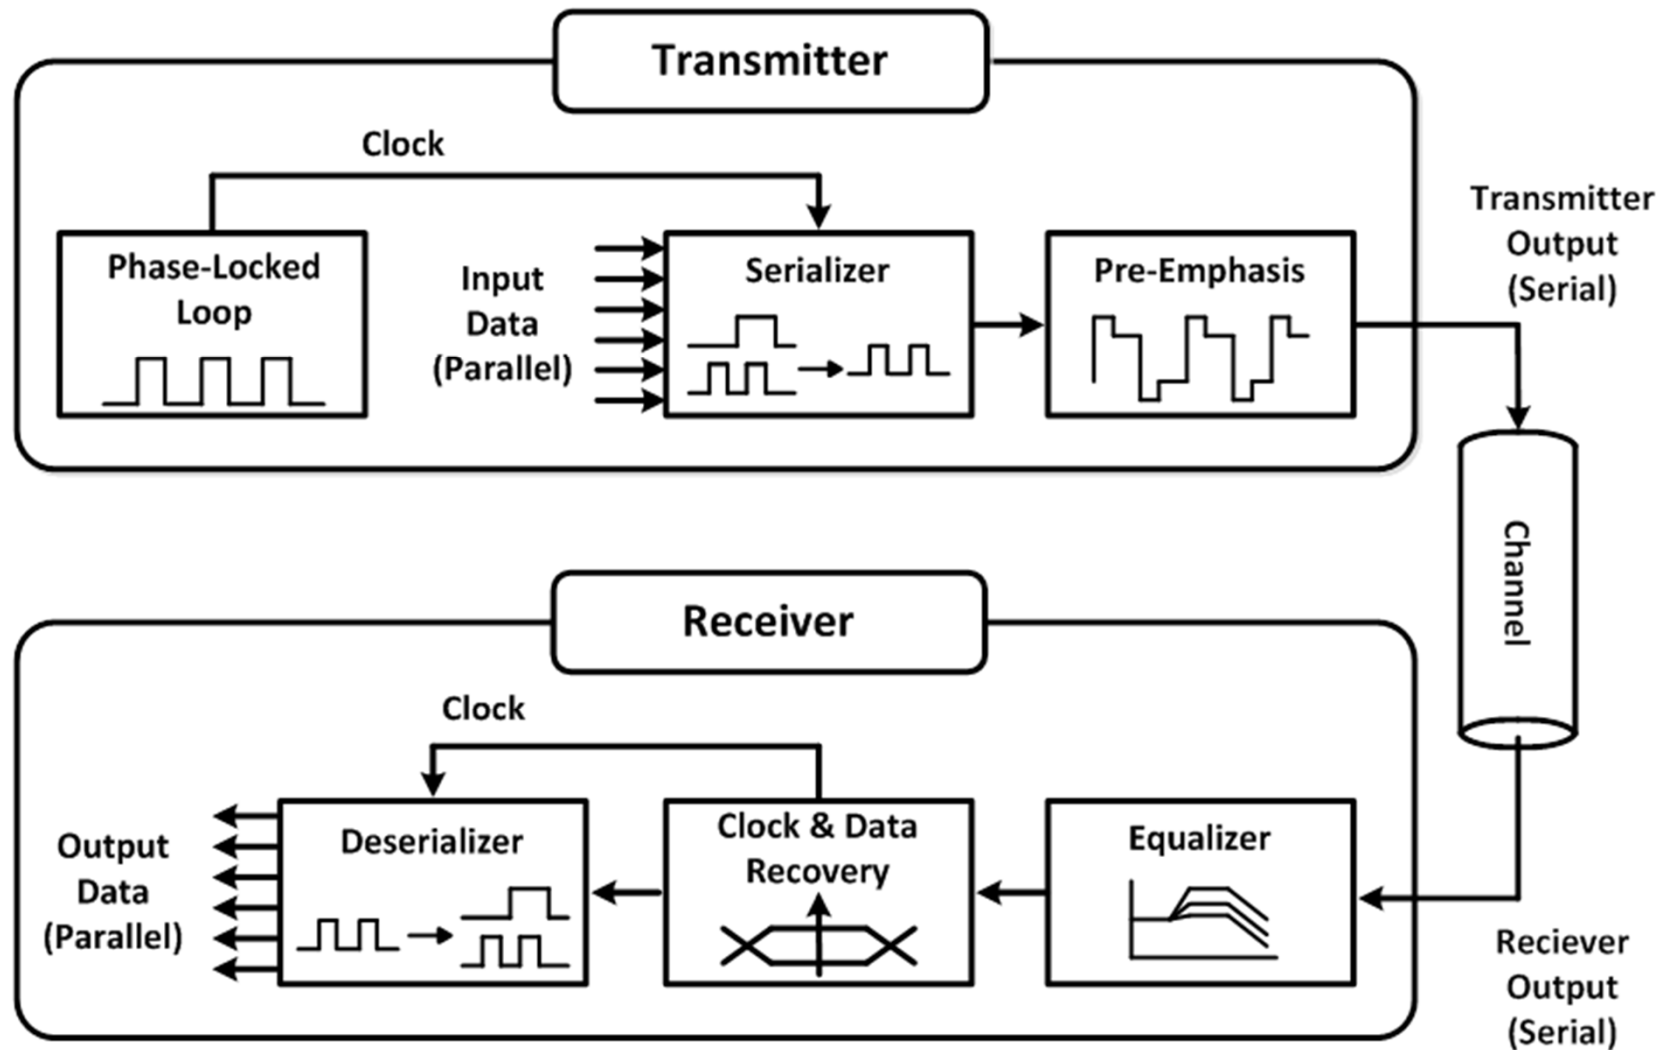 Transmitter
Clock
Phase-Locked
Loop
Input
Data
(Parallel)
Serializer
Pre-Emphasis
Transmitter
Output
(Serial)
Channel
Receiver
Clock
Output
Data
(Parallel)
Deserializer
Clock & Data
Recovery
Equalizer
Reciever
Output
(Serial)